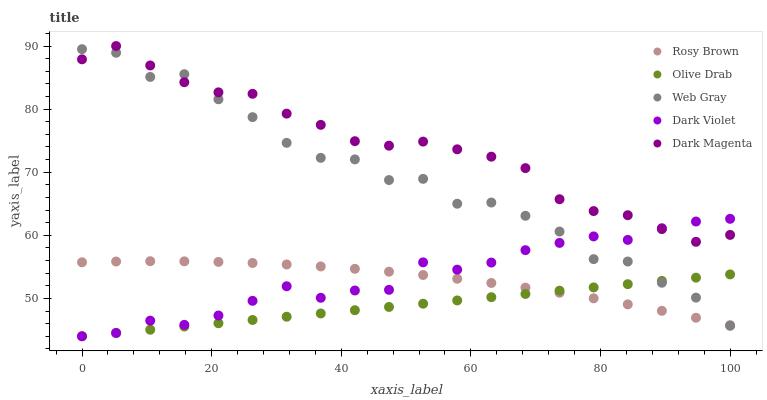 title
yaxis_label
90
80
70
60
50
0
20
40
60
80
100
xaxis_label
Rosy Brown
Olive Drab
Web Gray
Dark Violet
Dark Magenta